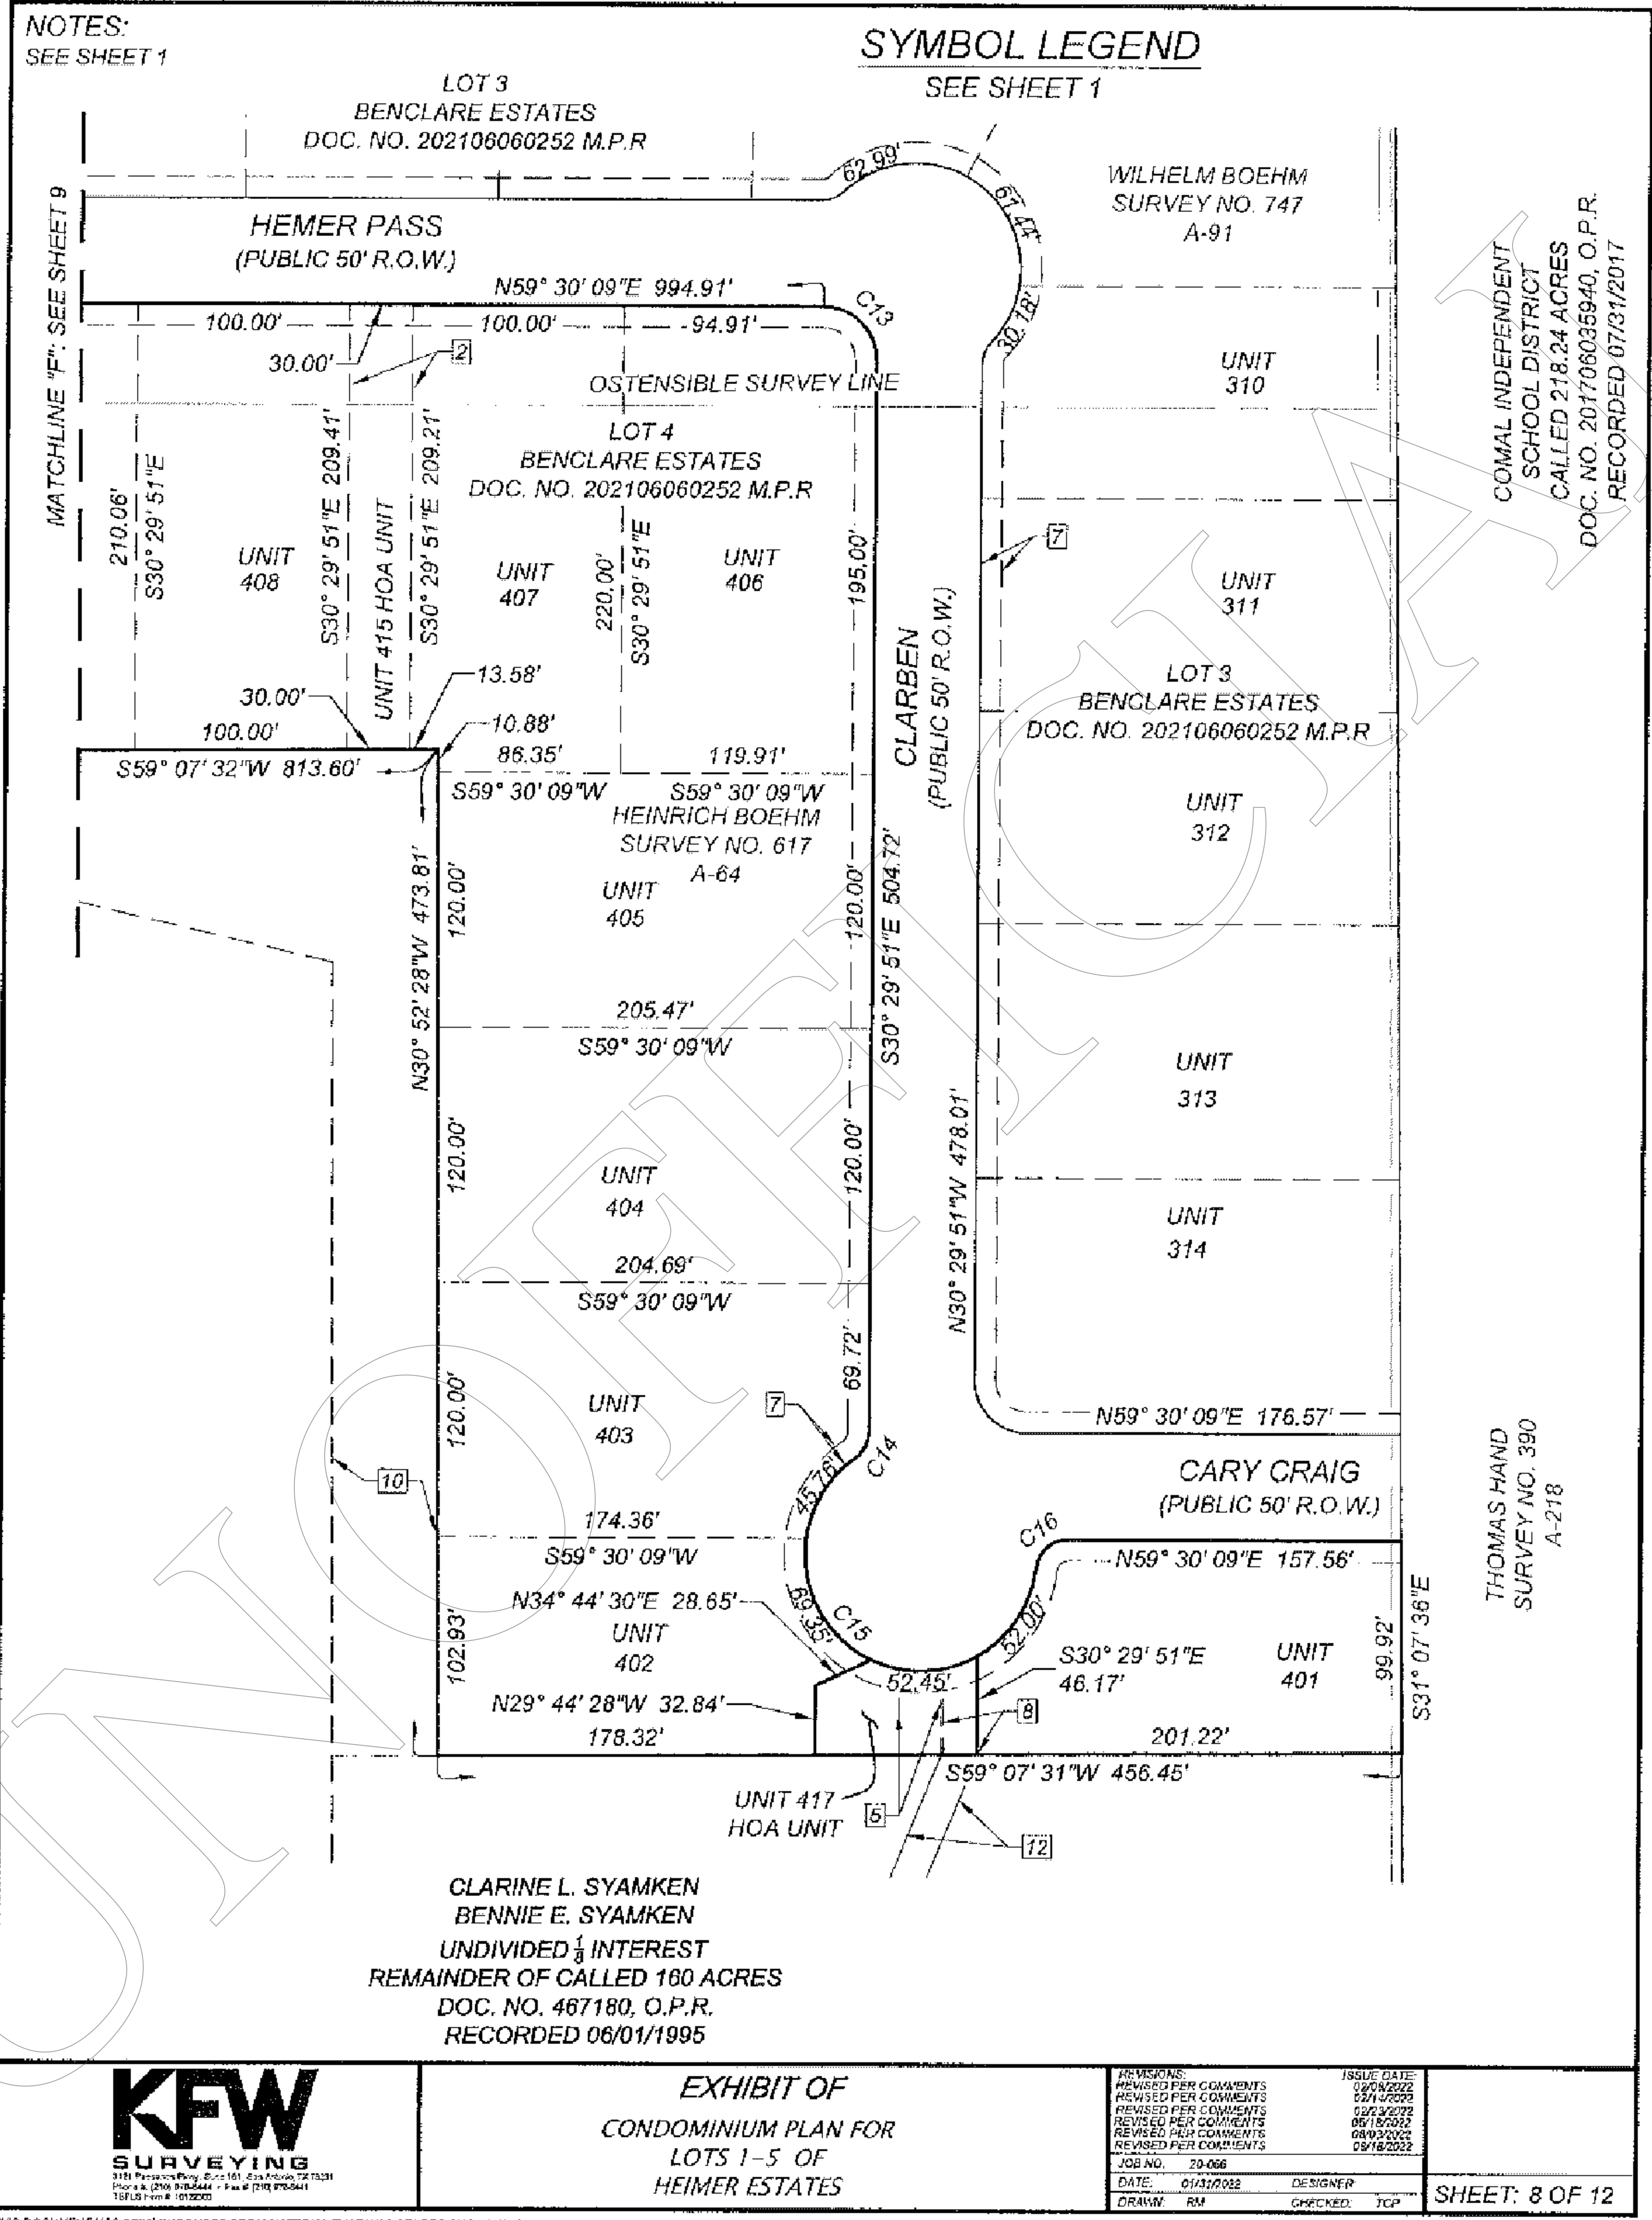 NOTES:
SEE SHEET 1
SYMBOL LEGEND
SEE SHEET 1
LOT 3
BENCLARE ESTATES
DOC. NO. 202106060252 M.P.R
62.99'
61.44'
30.18'
WILHELM BOEHM
SURVEY NO. 747
A-91
MATCHLINE "F": SEE SHEET 9
HEMER PASS
(PUBLIC 50' R.O.W.)
N59° 30' 09"E 994.91'
C13
100.00'
100.00'
94.91'
30.00'
2
OSTENSIBLE SURVEY LINE
UNIT
310
COMAL INDEPENDENT
SCHOOL DISTRICT
CALLED 218.24 ACRES
DOC. NO. 201706035940, O.P.R.
RECORDED 07/31/2017
LOT 4
BENCLARE ESTATES
DOC. NO. 202106060252 M.P.R
210.06'
S30° 29' 51"E
UNIT
408
S30° 29' 51"E 209.41'
UNIT 415 HOA UNIT
S30° 29' 51"E 209.21'
UNIT
407
220.00'
S30° 29' 51"E
UNIT
406
195.00'
CLARBEN
(PUBLIC 50' R.O.W.)
7
UNIT
311
LOT 3
BENCLARE ESTATES
DOC. NO. 202106060252 M.P.R
13.58'
30.00'
10.88'
100.00'
86.35'
119.91'
S59° 07' 32"W 813.60'
S59° 30' 09"W
S59° 30' 09"W
HEINRICH BOEHM
SURVEY NO. 617
A-64
UNIT
312
N30° 52' 28"W 473.81'
120.00'
UNIT
405
120.00'
S30° 29' 51"E 504.72'
205.47'
S59° 30' 09"W
UNIT
313
120.00'
UNIT
404
120.00'
N30° 29' 51"W 478.01'
UNIT
314
204.69'
S59° 30' 09"W
69.72'
120.00'
UNIT
403
7
N59° 30' 09"E 176.57'
C14
45.76'
10
CARY CRAIG
(PUBLIC 50' R.O.W.)
THOMAS HAND
SURVEY NO. 390
A-218
174.36'
S59° 30' 09"W
C16
N59° 30' 09"E 157.56'
N34° 44' 30"E 28.65'
69.35'
C15
52.00'
102.93'
UNIT
402
S30° 29' 51"E
46.17'
UNIT
401
99.92'
S31° 07' 36"E
52.45'
N29° 44' 28"W 32.84'
8
178.32'
201.22'
S59° 07' 31"W 456.45'
UNIT 417
HOA UNIT
5
12
CLARINE L. SYAMKEN
BENNIE E. SYAMKEN
UNDIVIDED INTEREST
REMAINDER OF CALLED 160 ACRES
DOC. NO. 467180, O.P.R.
RECORDED 06/01/1995
UNOFFICIAL
KFW
SURVEYING
EXHIBIT OF
CONDOMINIUM PLAN FOR
LOTS 1-5 OF
HEIMER ESTATES
REVISIONS: ISSUE DATE:
REVISED PER COMMENTS
REVISED PER COMMENTS 02/14/2022
REVISED PER COMMENTS 02/23/2022
REVISED PER COMMENTS 05/18/2022
REVISED PER COMMENTS
REVISED PER COMMENTS
JOB NO. 20-066
DATE: 01/31/2022 DESIGNER
DRAWN: RM CHECKED: TCP
SHEET: 8 OF 12